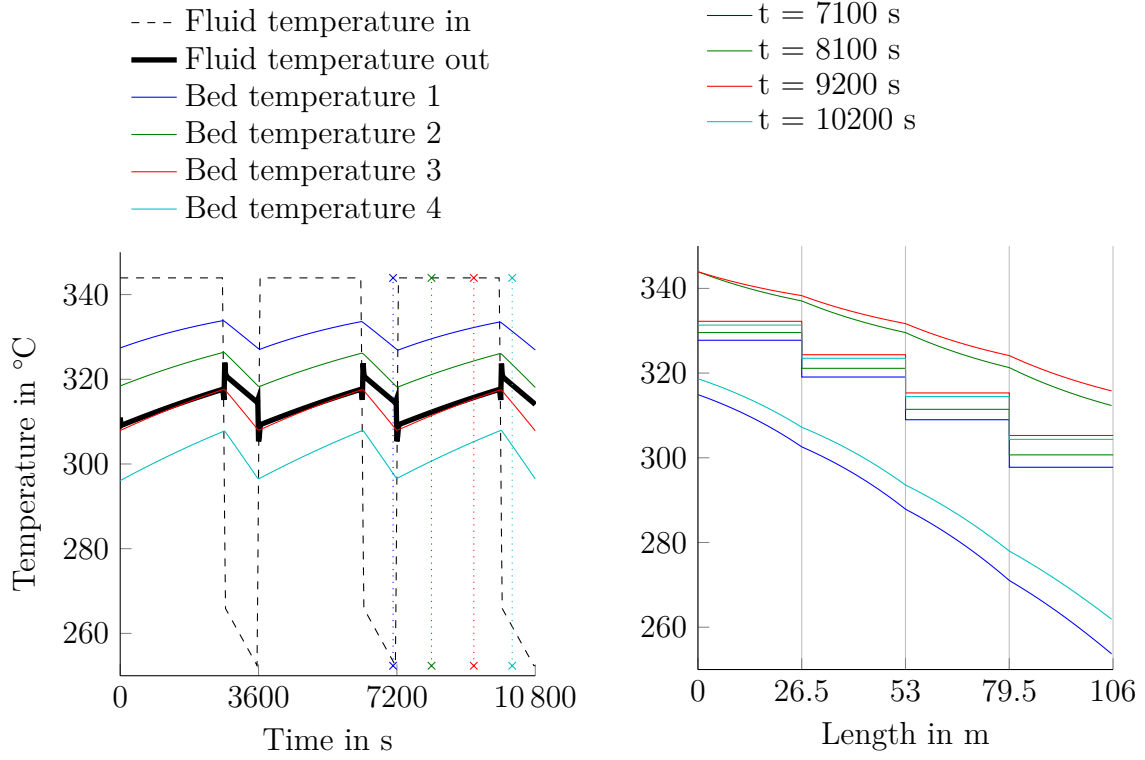 Fluid temperature in
Fluid temperature out
Bed temperature 1
Bed temperature 2
Bed temperature 3
Bed temperature 4
340
320
300
280
260
0 3600 7200 10 800
Time in s
Temperature in °C
t = 7100 s
t = 8100 s
t = 9200 s
t = 10200 s
340
320
300
280
260
0 26.5 53 79.5 106
Length in m